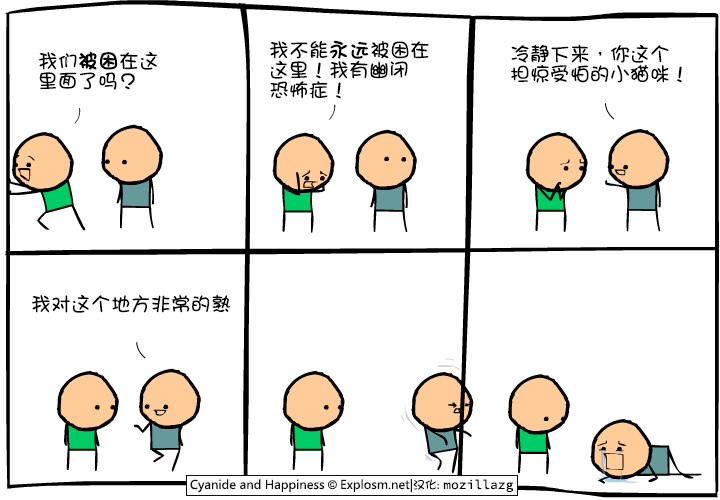 我们被困在这
里面了吗？
我不能永远被困在
这里！我有幽闭
恐怖症！
冷静下来，你这个
担惊受怕的小猫咪！
我对这个地方非常的熟
Cyanide and Happiness © Explosm.net|汉化: mozillazg